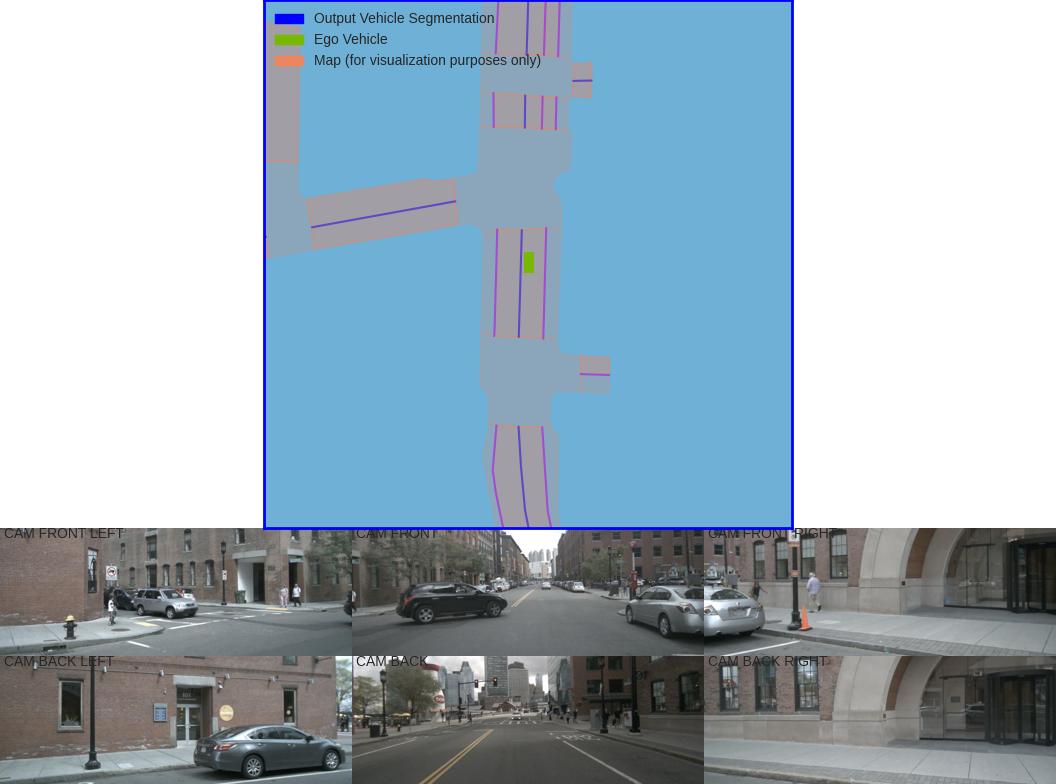 Output Vehicle Segmentation
Ego Vehicle
Map (for visualization purposes only)
CAM FRONT LEFT
CAM FRONT
CAM FRONT RIGHT
CAM BACK LEFT
CAM BACK
CAM BACK RIGHT